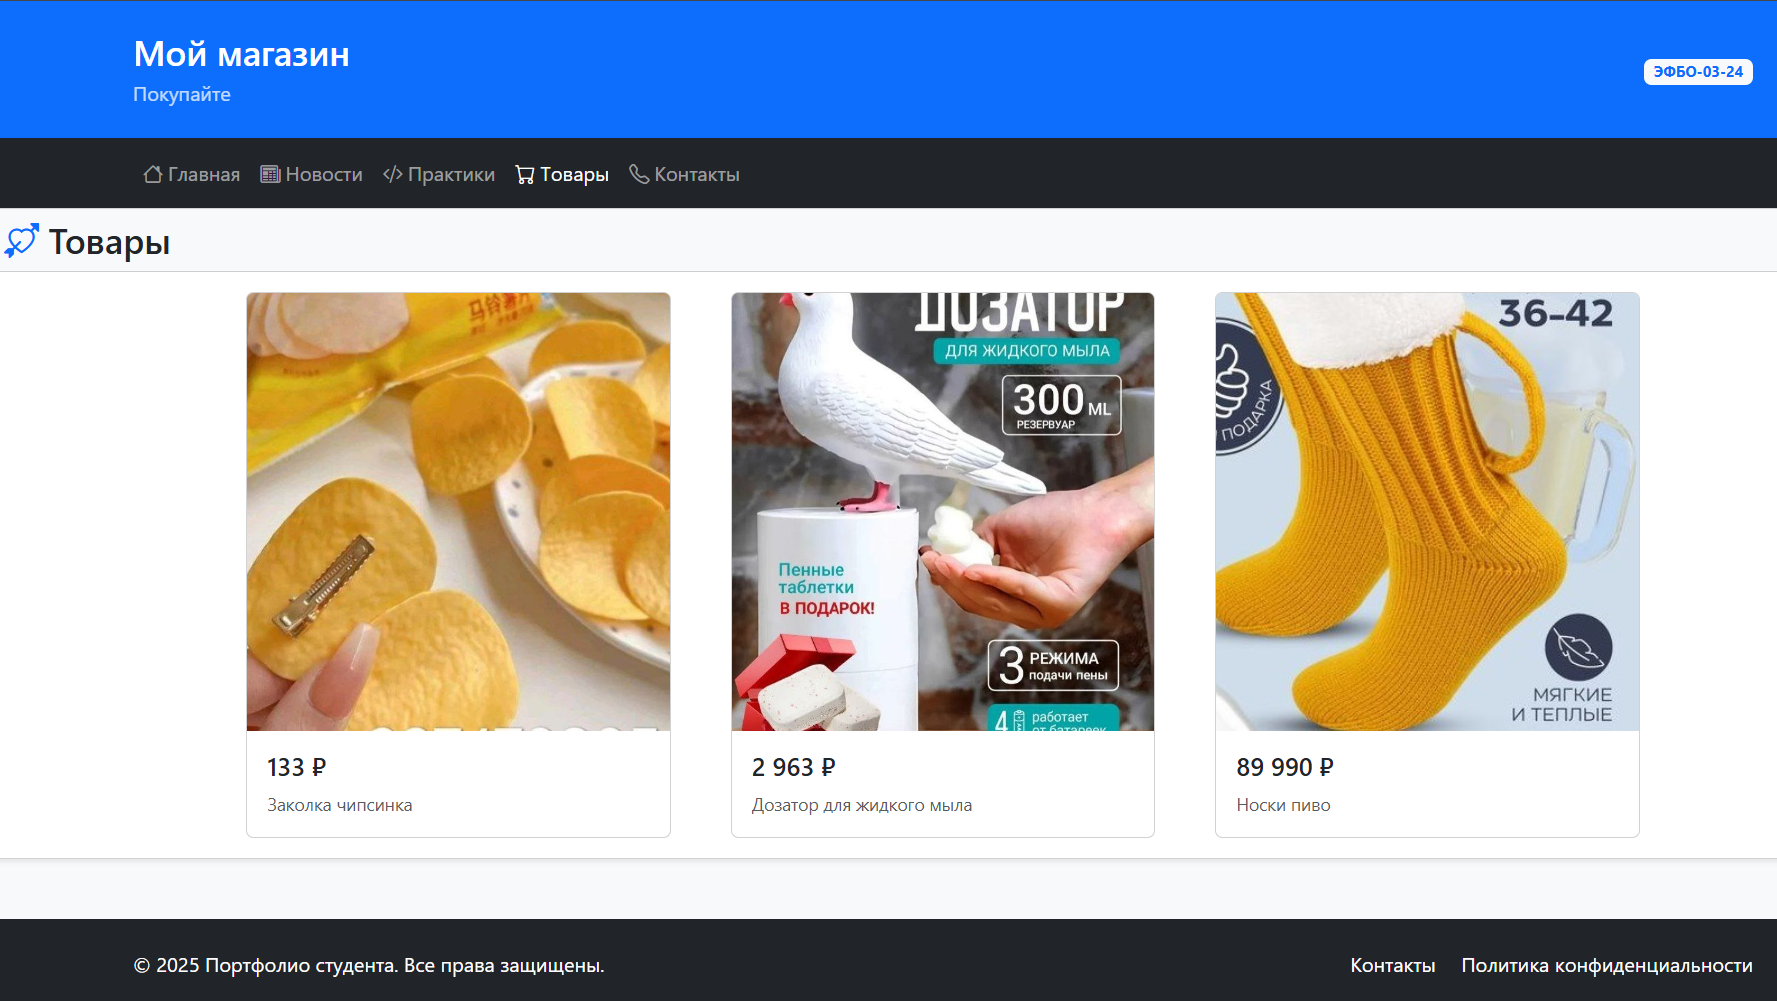 Мой магазин
Покупайте
ЭФБО-03-24
Главная Новости Практики Товары Контакты
Товары
马铃薯片
133 ₽
Заколка чипсинка
ДОЗАТОР
ДЛЯ ЖИДКОГО МЫЛА
300 ML
РЕЗЕРВУАР
Пенные
таблетки
В ПОДАРОК!
3 РЕЖИМА
подачи пены
4 работает
от батареек
2 963 ₽
Дозатор для жидкого мыла
36-42
ПОДАРКА
МЯГКИЕ
И ТЕПЛЫЕ
89 990 ₽
Носки пиво
© 2025 Портфолио студента. Все права защищены.
Контакты Политика конфиденциальности